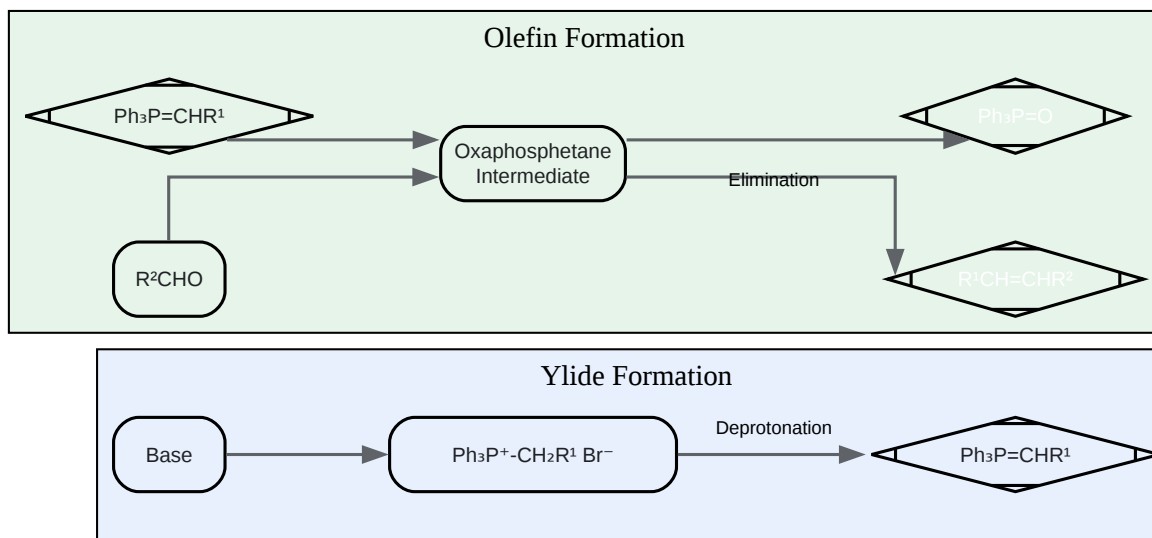 Olefin Formation
Ph₃P=CHR¹
Ph₃P=O
Oxaphosphetane
Intermediate
Elimination
R²CHO
R¹CH=CHR²
Ylide Formation
Base
Ph₃P⁺-CH₂R¹ Br⁻
Deprotonation
Ph₃P=CHR¹